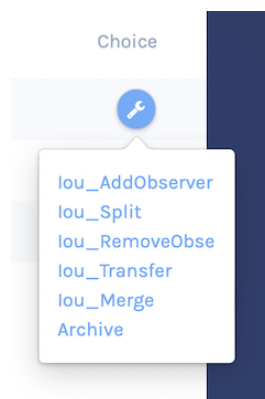 Choice
Iou_AddObserver
Iou_Split
Iou_RemoveObse
Iou_Transfer
Iou_Merge
Archive